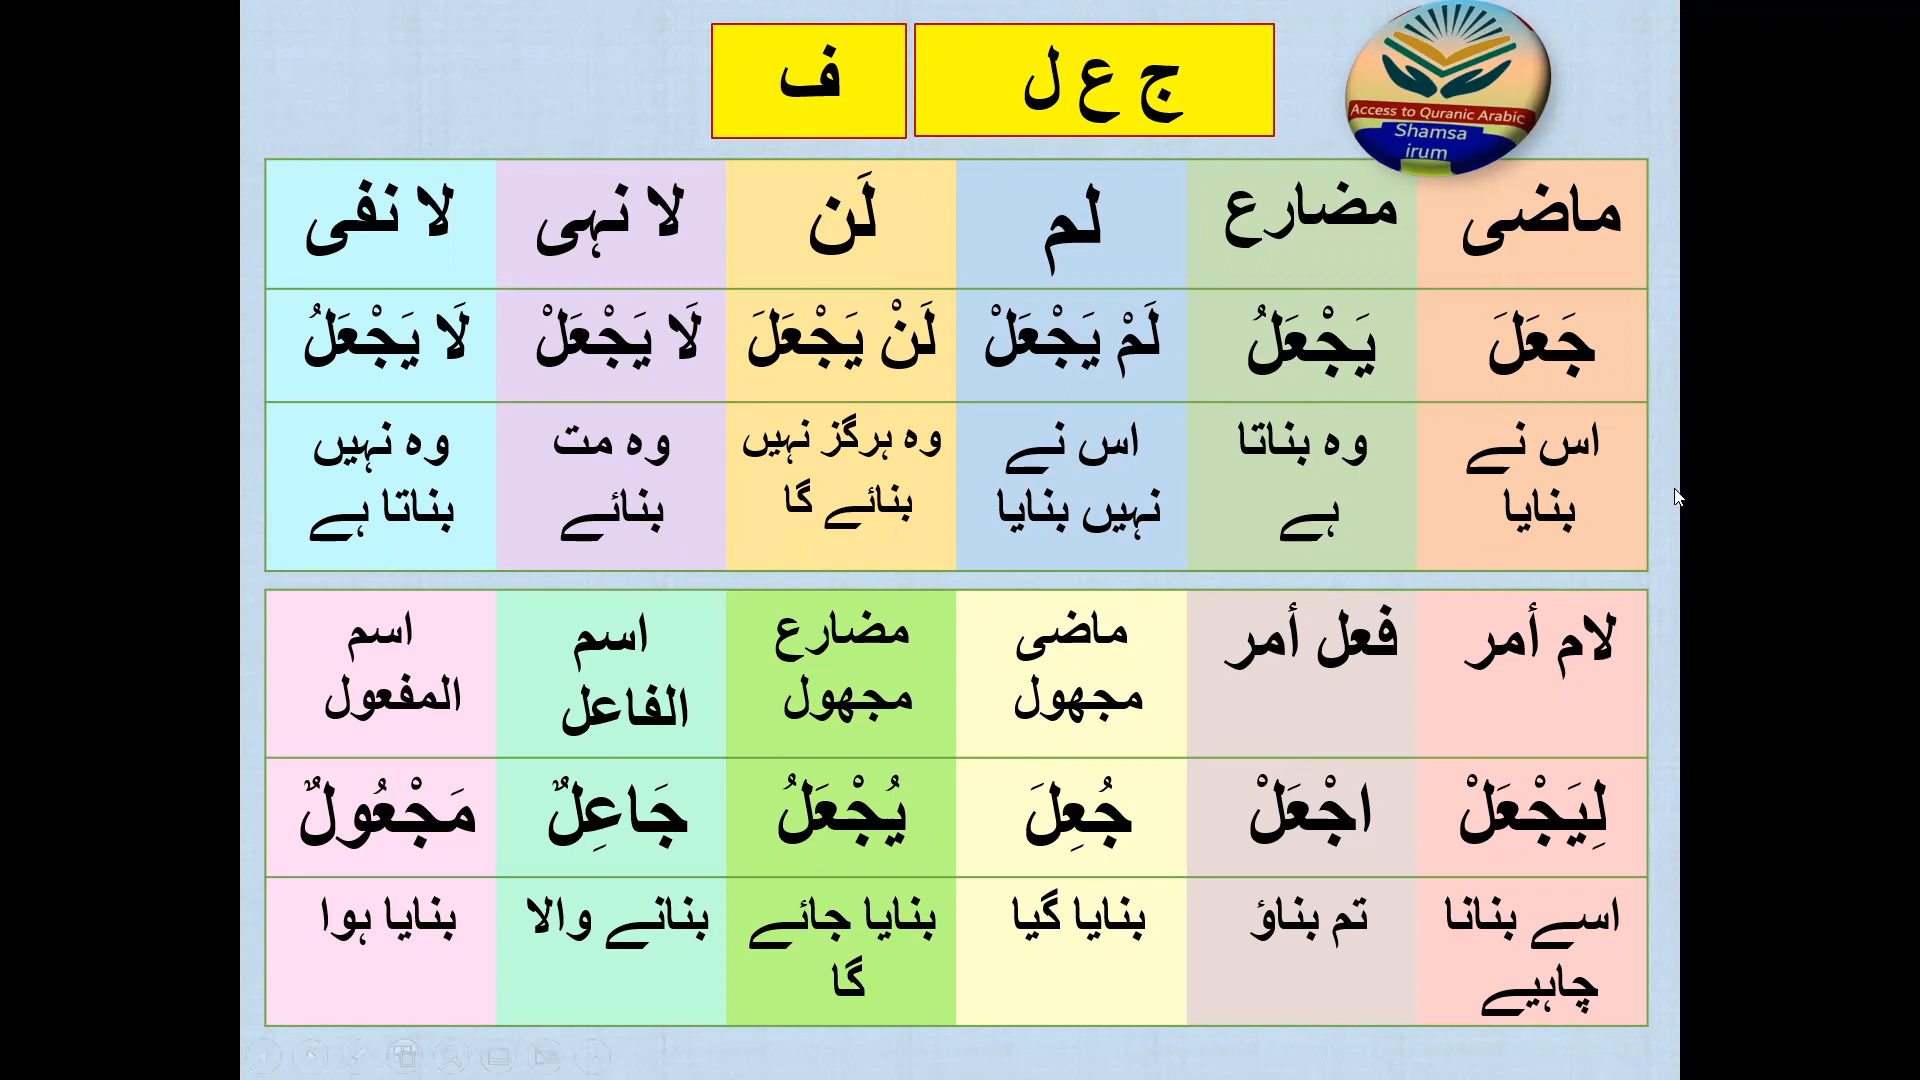 ج ع ل
ف
Access to Quranic Arabic
Shamsa
irum
ماضی
مضارع
لم
لَن
لا نہی
لا نفی
جَعَلَ
يَجْعَلُ
لَمْ يَجْعَلْ
لَنْ يَجْعَلَ
لَا يَجْعَلْ
لَا يَجْعَلُ
اس نے
بنایا
وہ بناتا
ہے
اس نے
نہیں بنایا
وہ ہرگز نہیں
بنائے گا
وہ مت
بنائے
وہ نہیں
بناتا ہے
لام أمر
فعل أمر
ماضی
مجهول
مضارع
مجهول
اسم
الفاعل
اسم
المفعول
لِيَجْعَلْ
اجْعَلْ
جُعِلَ
يُجْعَلُ
جَاعِلٌ
مَجْعُولٌ
اسے بنانا
چاہیے
تم بناؤ
بنایا گیا
بنایا جائے
گا
بنانے والا
بنایا ہوا